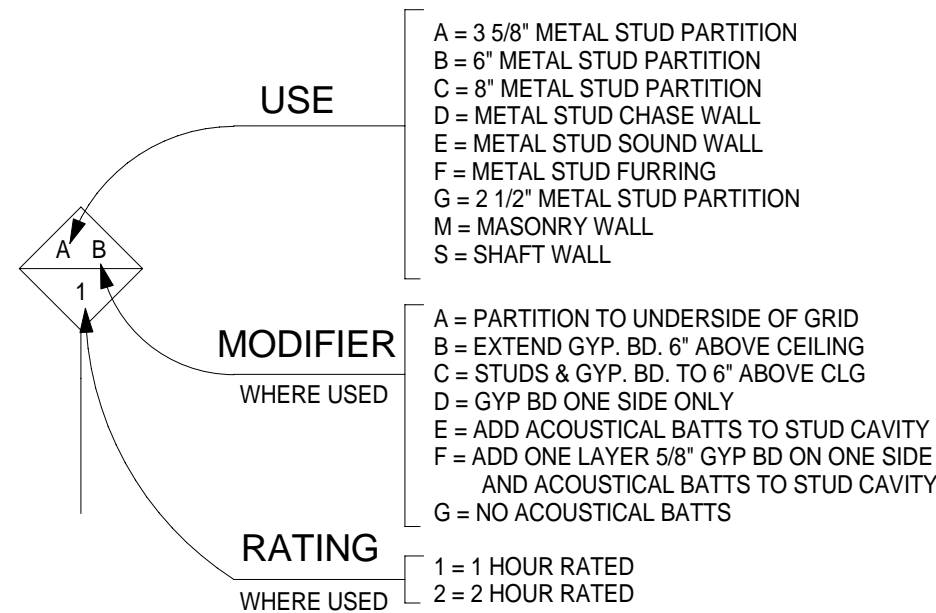 USE
A = 3 5/8" METAL STUD PARTITION
B = 6" METAL STUD PARTITION
C = 8" METAL STUD PARTITION
D = METAL STUD CHASE WALL
E = METAL STUD SOUND WALL
F = METAL STUD FURRING
G = 2 1/2" METAL STUD PARTITION
M = MASONRY WALL
S = SHAFT WALL
A B
1
MODIFIER
WHERE USED
A = PARTITION TO UNDERSIDE OF GRID
B = EXTEND GYP. BD. 6" ABOVE CEILING
C = STUDS & GYP. BD. TO 6" ABOVE CLG
D = GYP BD ONE SIDE ONLY
E = ADD ACOUSTICAL BATTS TO STUD CAVITY
F = ADD ONE LAYER 5/8" GYP BD ON ONE SIDE
AND ACOUSTICAL BATTS TO STUD CAVITY
G = NO ACOUSTICAL BATTS
RATING
WHERE USED
1 = 1 HOUR RATED
2 = 2 HOUR RATED